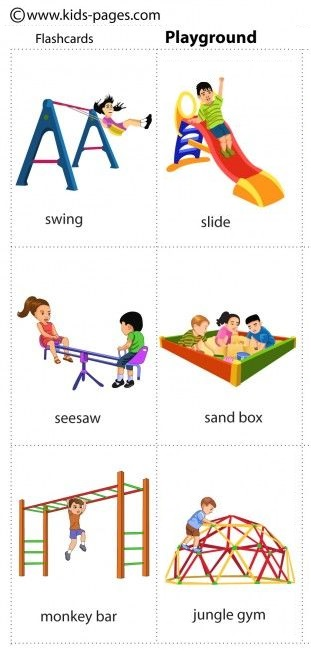 ©www.kids-pages.com
Flashcards Playground
swing slide
seesaw sand box
monkey bar jungle gym